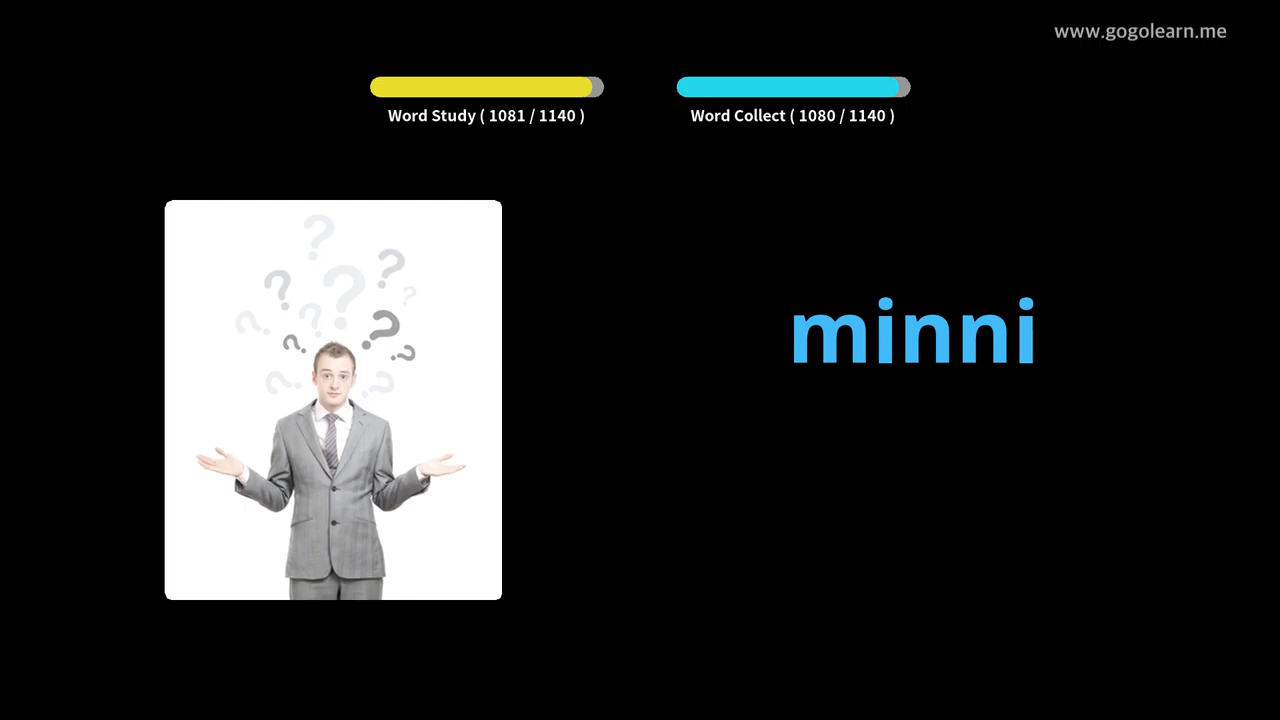 www.gogolearn.me
Word Study ( 1081 / 1140 )
Word Collect ( 1080 / 1140 )
? ? ? ? ? ? ? ? ? ? ? ?
minni